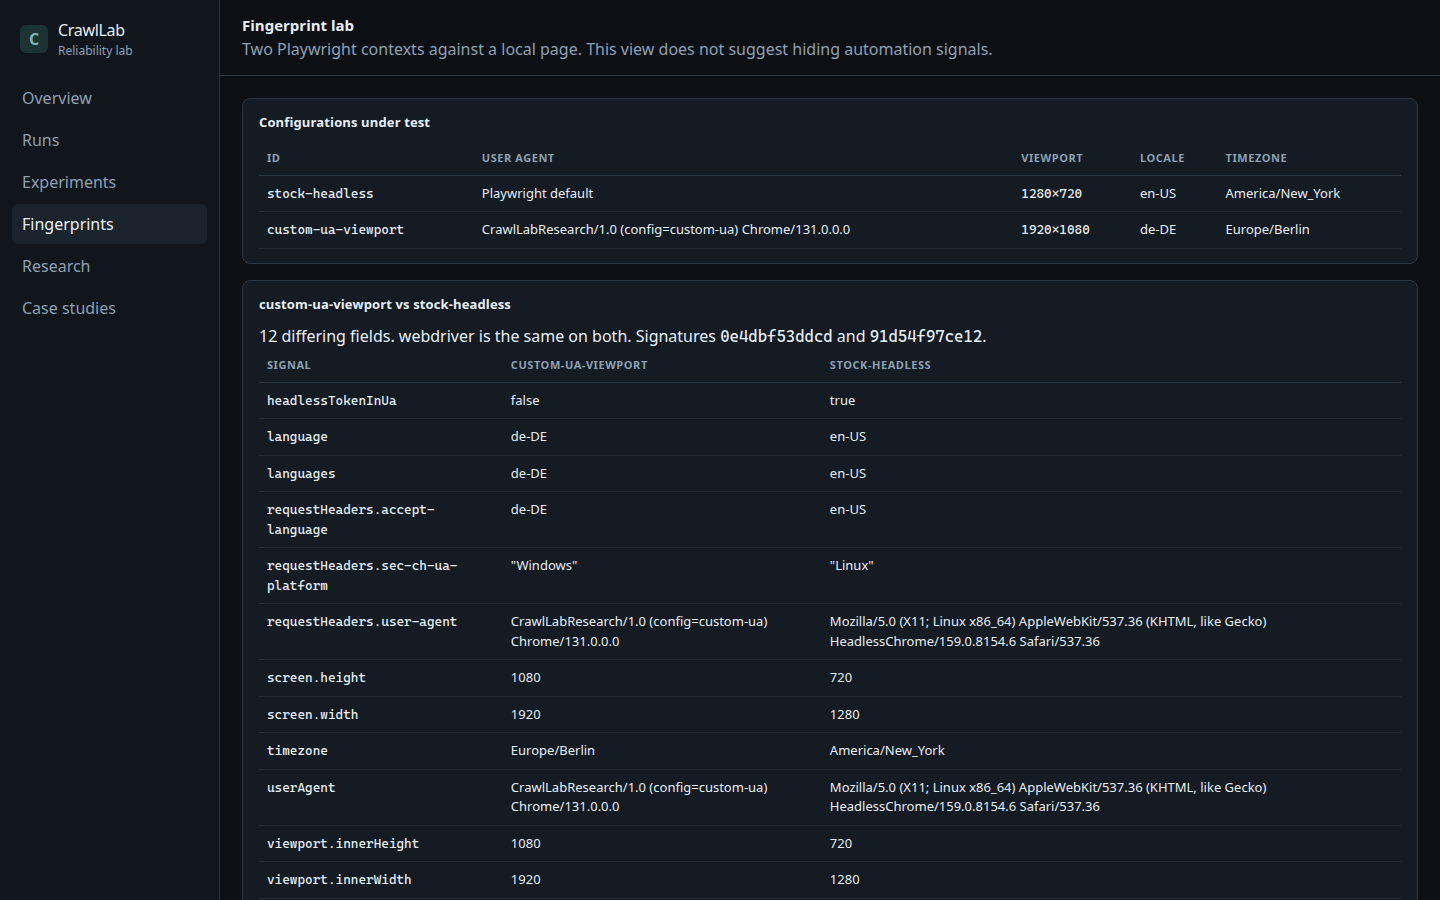 C
CrawlLab
Reliability lab
Overview
Runs
Experiments
Fingerprints
Research
Case studies
Fingerprint lab
Two Playwright contexts against a local page. This view does not suggest hiding automation signals.
Configurations under test
ID USER AGENT VIEWPORT LOCALE TIMEZONE
stock-headless Playwright default 1280×720 en-US America/New_York
custom-ua-viewport CrawlLabResearch/1.0 (config=custom-ua) Chrome/131.0.0.0 1920×1080 de-DE Europe/Berlin
custom-ua-viewport vs stock-headless
12 differing fields. webdriver is the same on both. Signatures 0e4dbf53ddcd and 91d54f97ce12.
SIGNAL CUSTOM-UA-VIEWPORT STOCK-HEADLESS
headlessTokenInUa false true
language de-DE en-US
languages de-DE en-US
requestHeaders.accept- de-DE en-US
language
requestHeaders.sec-ch-ua- "Windows" "Linux"
platform
requestHeaders.user-agent CrawlLabResearch/1.0 (config=custom-ua) Mozilla/5.0 (X11; Linux x86_64) AppleWebKit/537.36 (KHTML, like Gecko)
Chrome/131.0.0.0 HeadlessChrome/159.0.8154.6 Safari/537.36
screen.height 1080 720
screen.width 1920 1280
timezone Europe/Berlin America/New_York
userAgent CrawlLabResearch/1.0 (config=custom-ua) Mozilla/5.0 (X11; Linux x86_64) AppleWebKit/537.36 (KHTML, like Gecko)
Chrome/131.0.0.0 HeadlessChrome/159.0.8154.6 Safari/537.36
viewport.innerHeight 1080 720
viewport.innerWidth 1920 1280